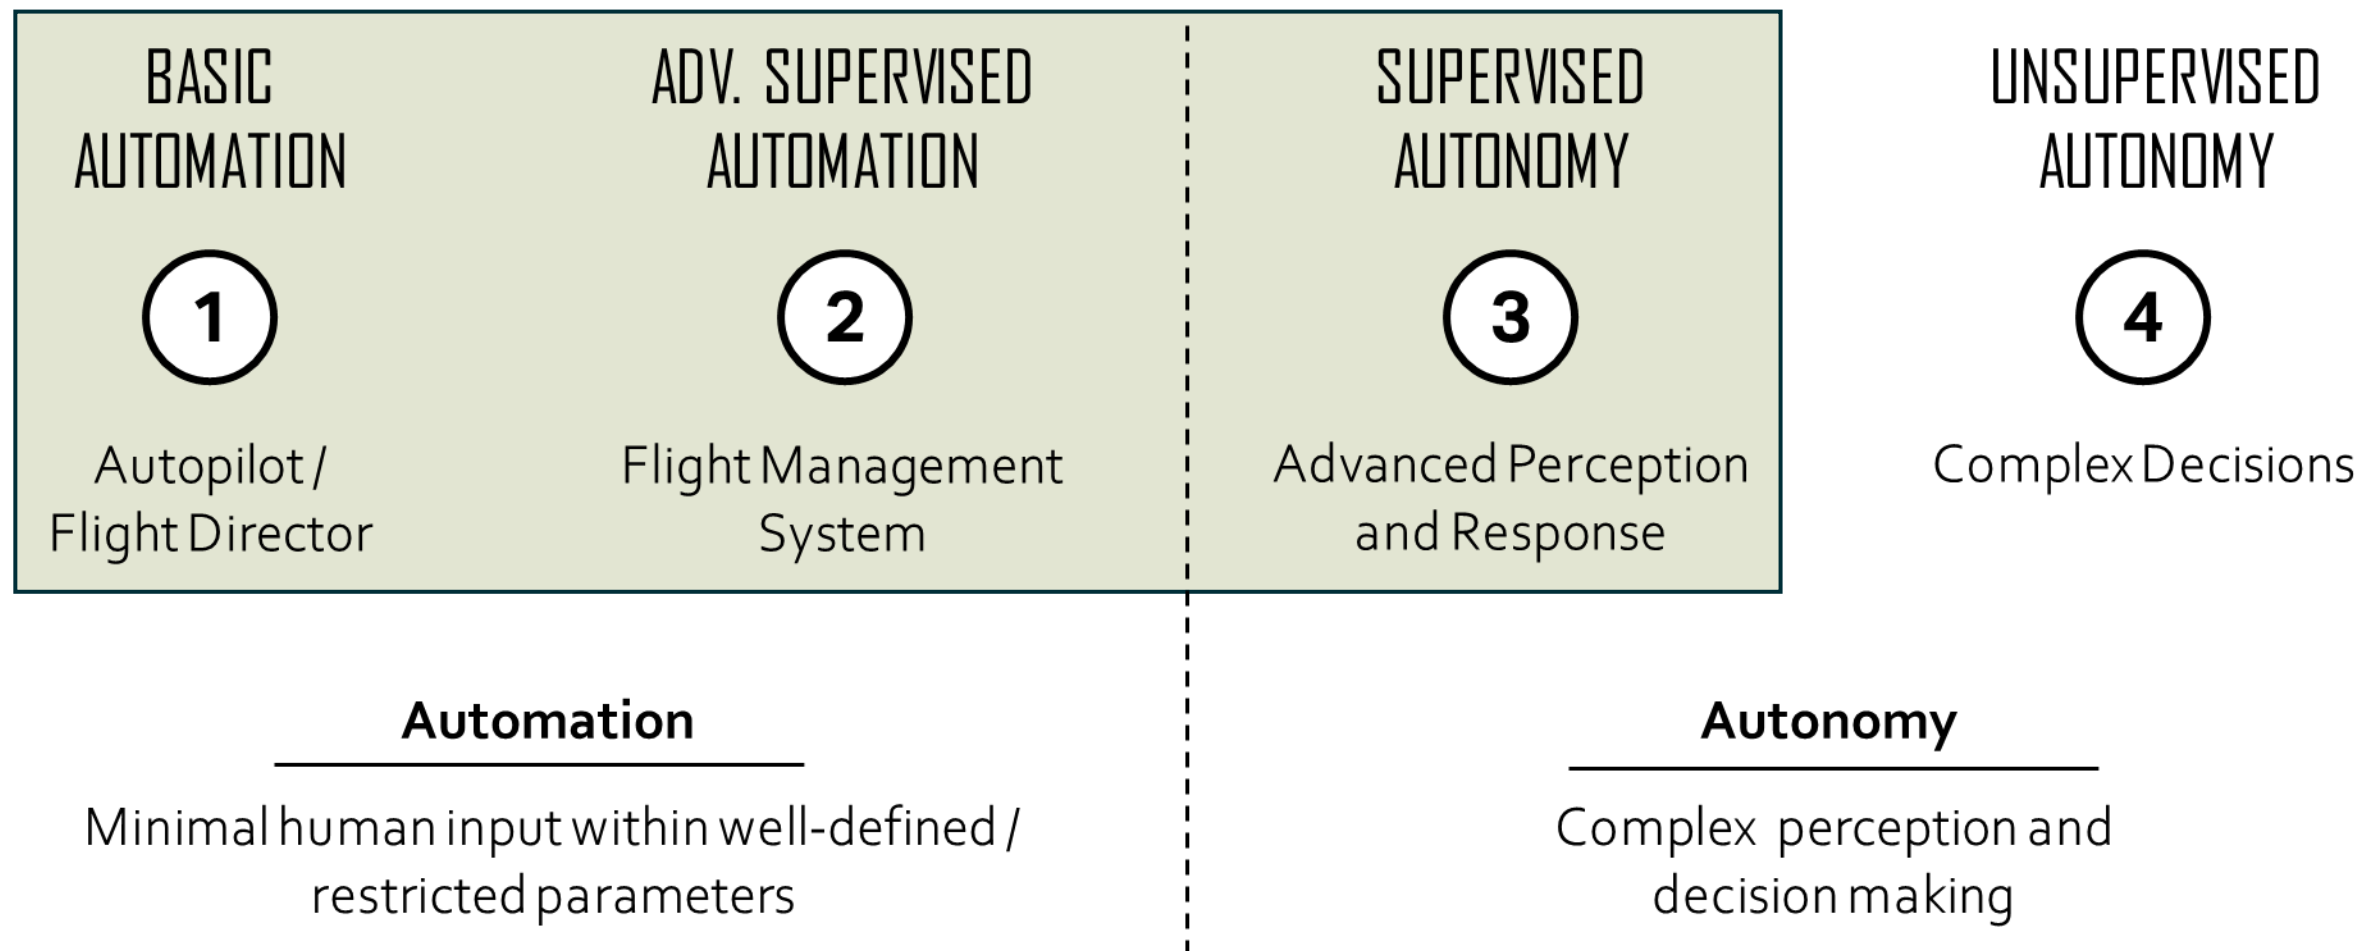 BASIC
AUTOMATION
1
Autopilot /
Flight Director
ADV. SUPERVISED
AUTOMATION
2
Flight Management
System
SUPERVISED
AUTONOMY
3
Advanced Perception
and Response
UNSUPERVISED
AUTONOMY
4
Complex Decisions
Automation
Minimal human input within well-defined /
restricted parameters
Autonomy
Complex perception and
decision making